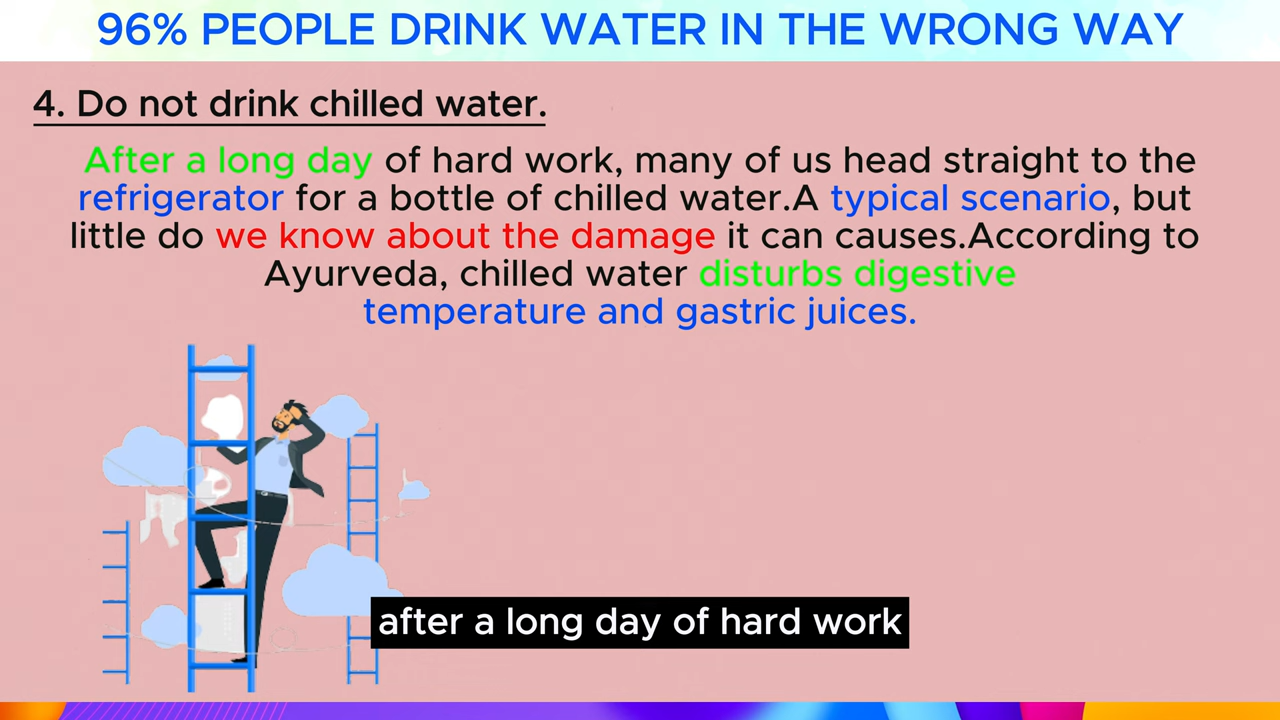 96% PEOPLE DRINK WATER IN THE WRONG WAY
4. Do not drink chilled water.
After a long day of hard work, many of us head straight to the
refrigerator for a bottle of chilled water.A typical scenario, but
little do we know about the damage it can causes.According to
Ayurveda, chilled water disturbs digestive
temperature and gastric juices.
after a long day of hard work